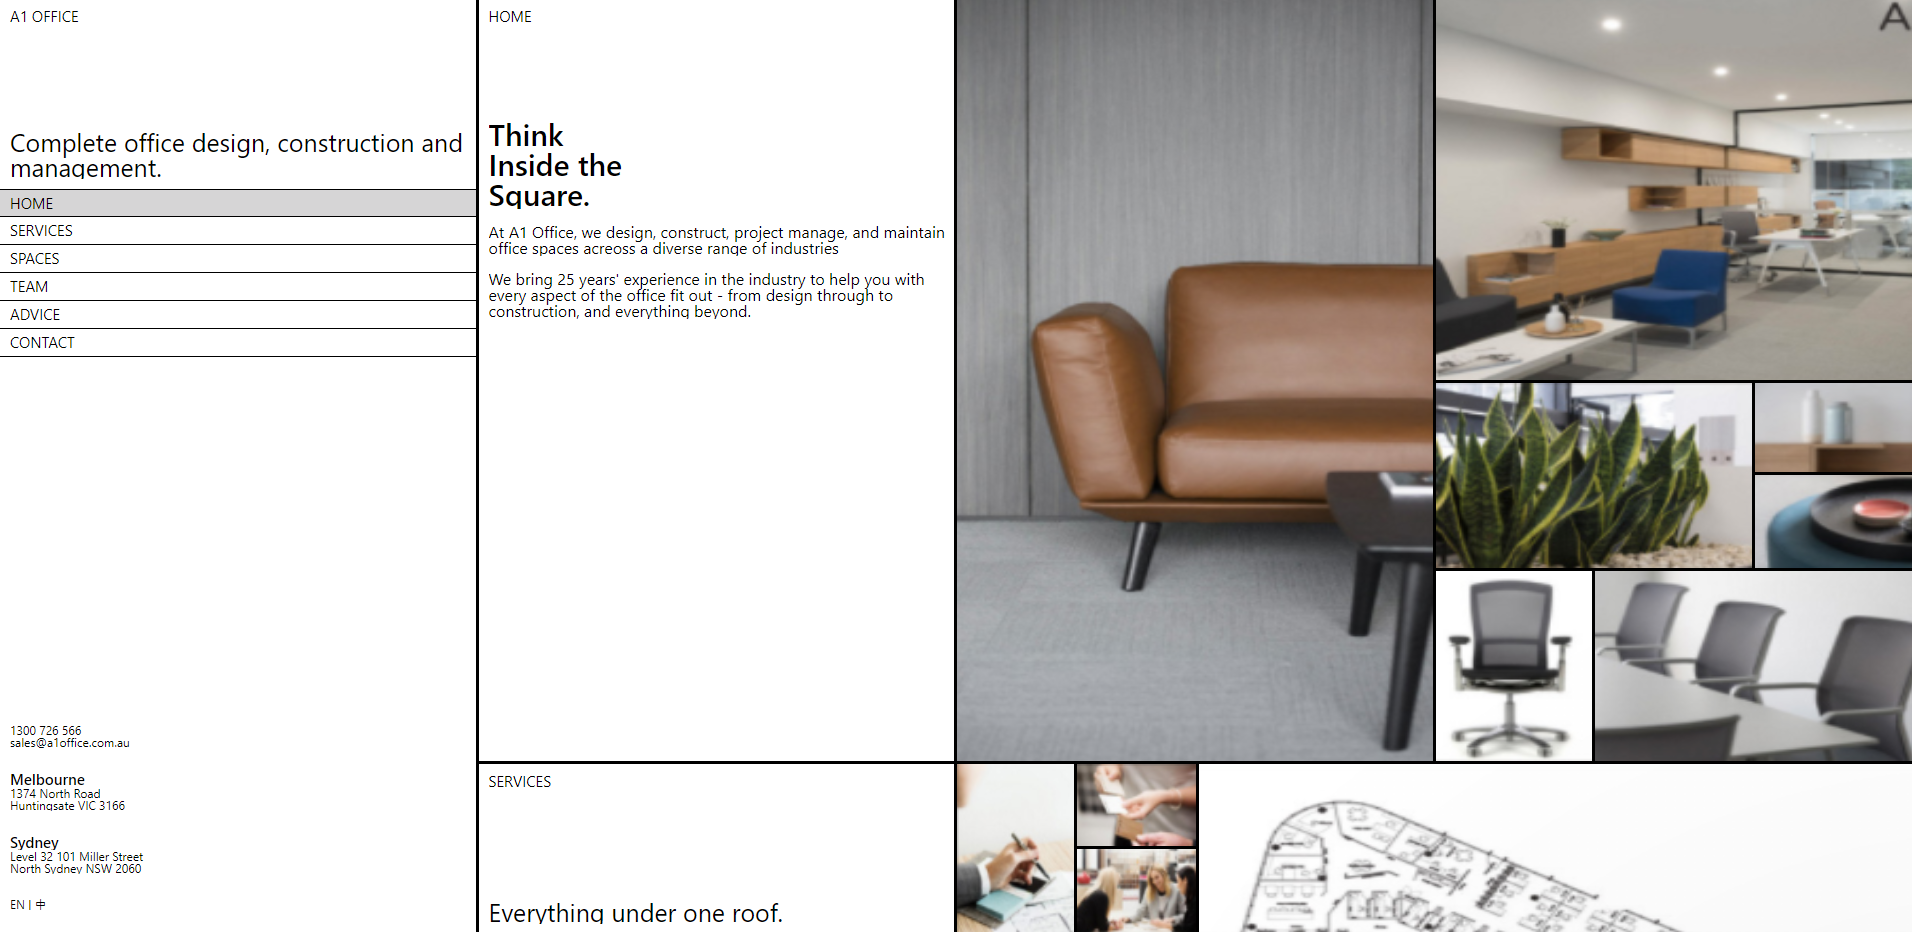 A1 OFFICE
Complete office design, construction and
management.
HOME
SERVICES
SPACES
TEAM
ADVICE
CONTACT
1300 726 566
sales@a1office.com.au
Melbourne
1374 North Road
Huntingsate VIC 3166
Sydney
Level 32 101 Miller Street
North Sydney NSW 2060
EN | 中
HOME
Think
Inside the
Square.
At A1 Office, we design, construct, project manage, and maintain
office spaces acreoss a diverse range of industries
We bring 25 years' experience in the industry to help you with
every aspect of the office fit out - from design through to
construction, and everything beyond.
A
SERVICES
Everything under one roof.